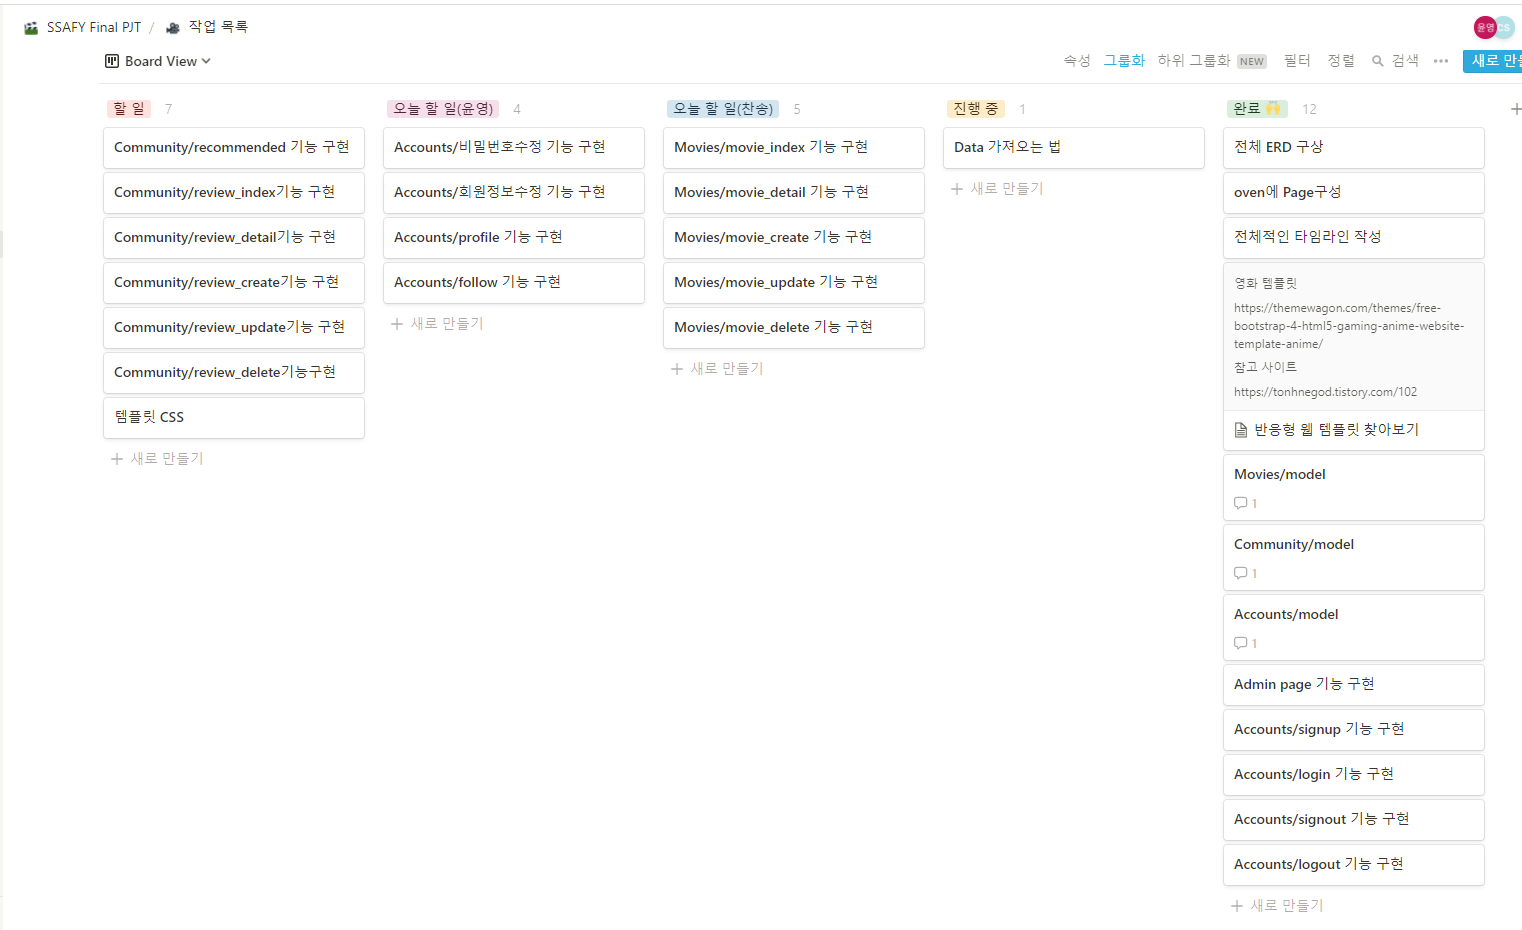 SSAFY Final PJT / 작업 목록
윤영 CS
Board View
속성 그룹화 하위 그룹화 NEW 필터 정렬 검색 새로 만들
할 일 7
Community/recommended 기능 구현
Community/review_index기능 구현
Community/review_detail기능 구현
Community/review_create기능 구현
Community/review_update기능 구현
Community/review_delete기능구현
템플릿 CSS
새로 만들기
오늘 할 일(윤영) 4
Accounts/비밀번호수정 기능 구현
Accounts/회원정보수정 기능 구현
Accounts/profile 기능 구현
Accounts/follow 기능 구현
새로 만들기
오늘 할 일(찬송) 5
Movies/movie_index 기능 구현
Movies/movie_detail 기능 구현
Movies/movie_create 기능 구현
Movies/movie_update 기능 구현
Movies/movie_delete 기능 구현
새로 만들기
진행 중 1
Data 가져오는 법
새로 만들기
완료 🙌 12
전체 ERD 구상
oven에 Page구성
전체적인 타임라인 작성
영화 템플릿
https://themewagon.com/themes/free-
bootstrap-4-html5-gaming-anime-website-
template-anime/
참고 사이트
https://tonhnegod.tistory.com/102
반응형 웹 템플릿 찾아보기
Movies/model
1
Community/model
1
Accounts/model
1
Admin page 기능 구현
Accounts/signup 기능 구현
Accounts/login 기능 구현
Accounts/signout 기능 구현
Accounts/logout 기능 구현
새로 만들기